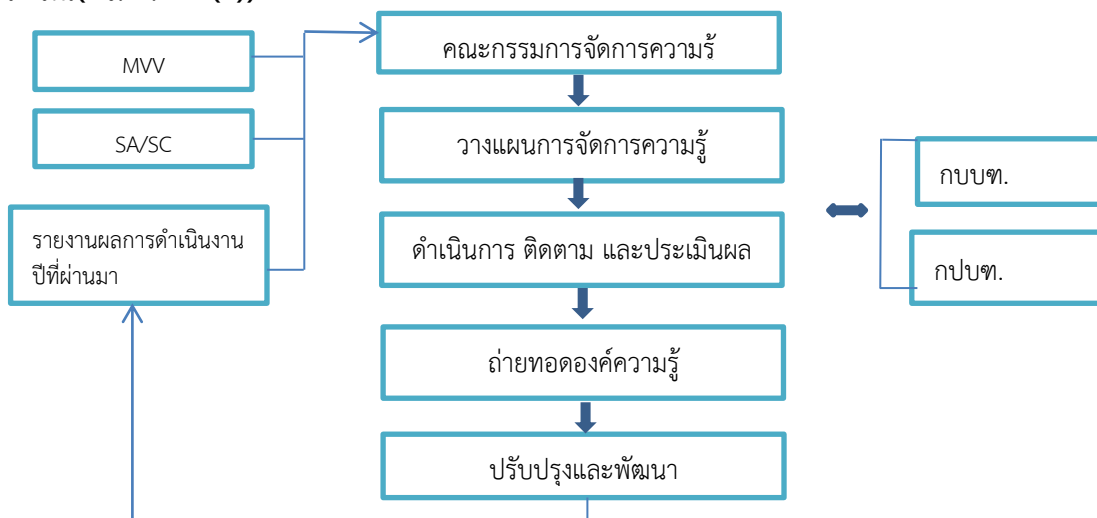 MVV
SA/SC
รายงานผลการดำเนินงาน
ปีที่ผ่านมา
คณะกรรมการจัดการความรู้
วางแผนการจัดการความรู้
ดำเนินการ ติดตาม และประเมินผล
ถ่ายทอดองค์ความรู้
ปรับปรุงและพัฒนา
กบบฑ.
กปบฑ.